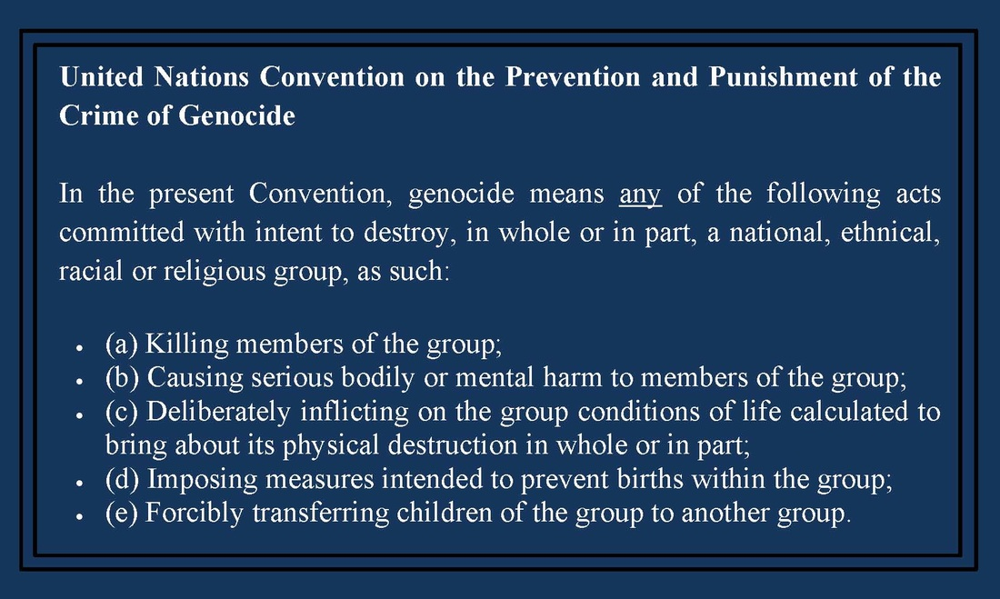 United Nations Convention on the Prevention and Punishment of the
Crime of Genocide
In the present Convention, genocide means any of the following acts
committed with intent to destroy, in whole or in part, a national, ethnical,
racial or religious group, as such:
• (a) Killing members of the group;
• (b) Causing serious bodily or mental harm to members of the group;
• (c) Deliberately inflicting on the group conditions of life calculated to
bring about its physical destruction in whole or in part;
• (d) Imposing measures intended to prevent births within the group;
• (e) Forcibly transferring children of the group to another group.